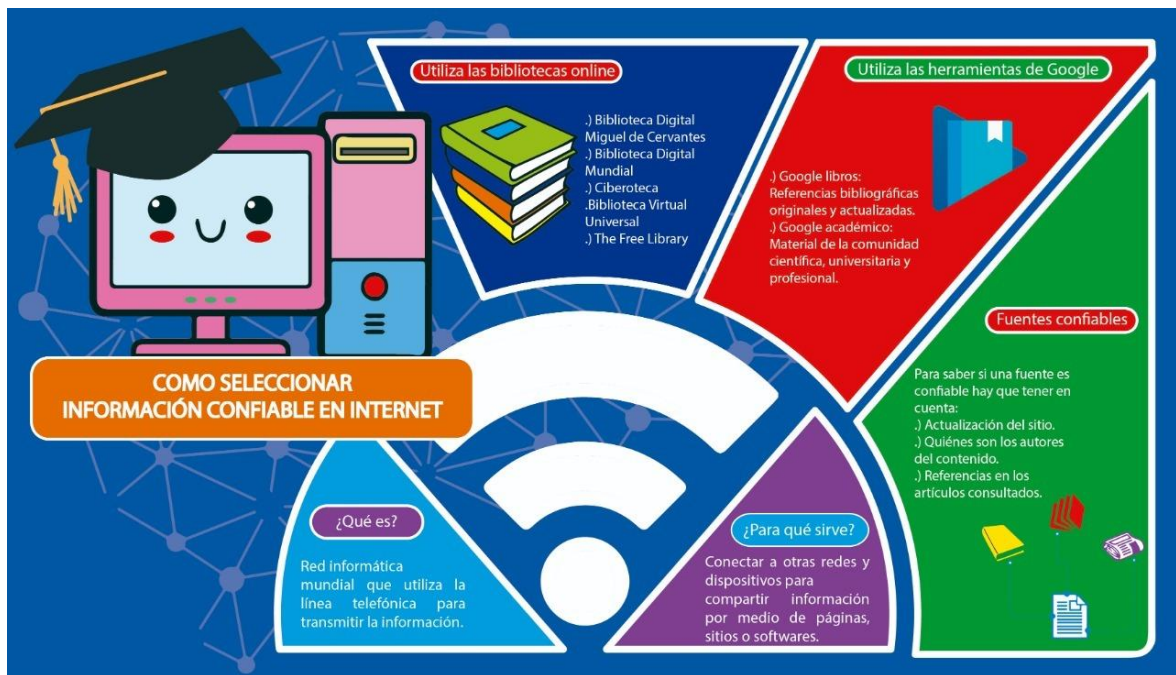 COMO SELECCIONAR
INFORMACIÓN CONFIABLE EN INTERNET
¿Qué es?
Red informática
mundial que utiliza la
línea telefónica para
transmitir la información.
¿Para qué sirve?
Conectar a otras redes y
dispositivos para
compartir información
por medio de páginas,
sitios o softwares.
Utiliza las bibliotecas online
.) Biblioteca Digital
Miguel de Cervantes
.) Biblioteca Digital
Mundial
.) Ciberoteca
.Biblioteca Virtual
Universal
.) The Free Library
Utiliza las herramientas de Google
.) Google libros:
Referencias bibliográficas
originales y actualizadas.
.) Google académico:
Material de la comunidad
científica, universitaria y
profesional.
Fuentes confiables
Para saber si una fuente es
confiable hay que tener en
cuenta:
.) Actualización del sitio.
.) Quiénes son los autores
del contenido.
.) Referencias en los
artículos consultados.